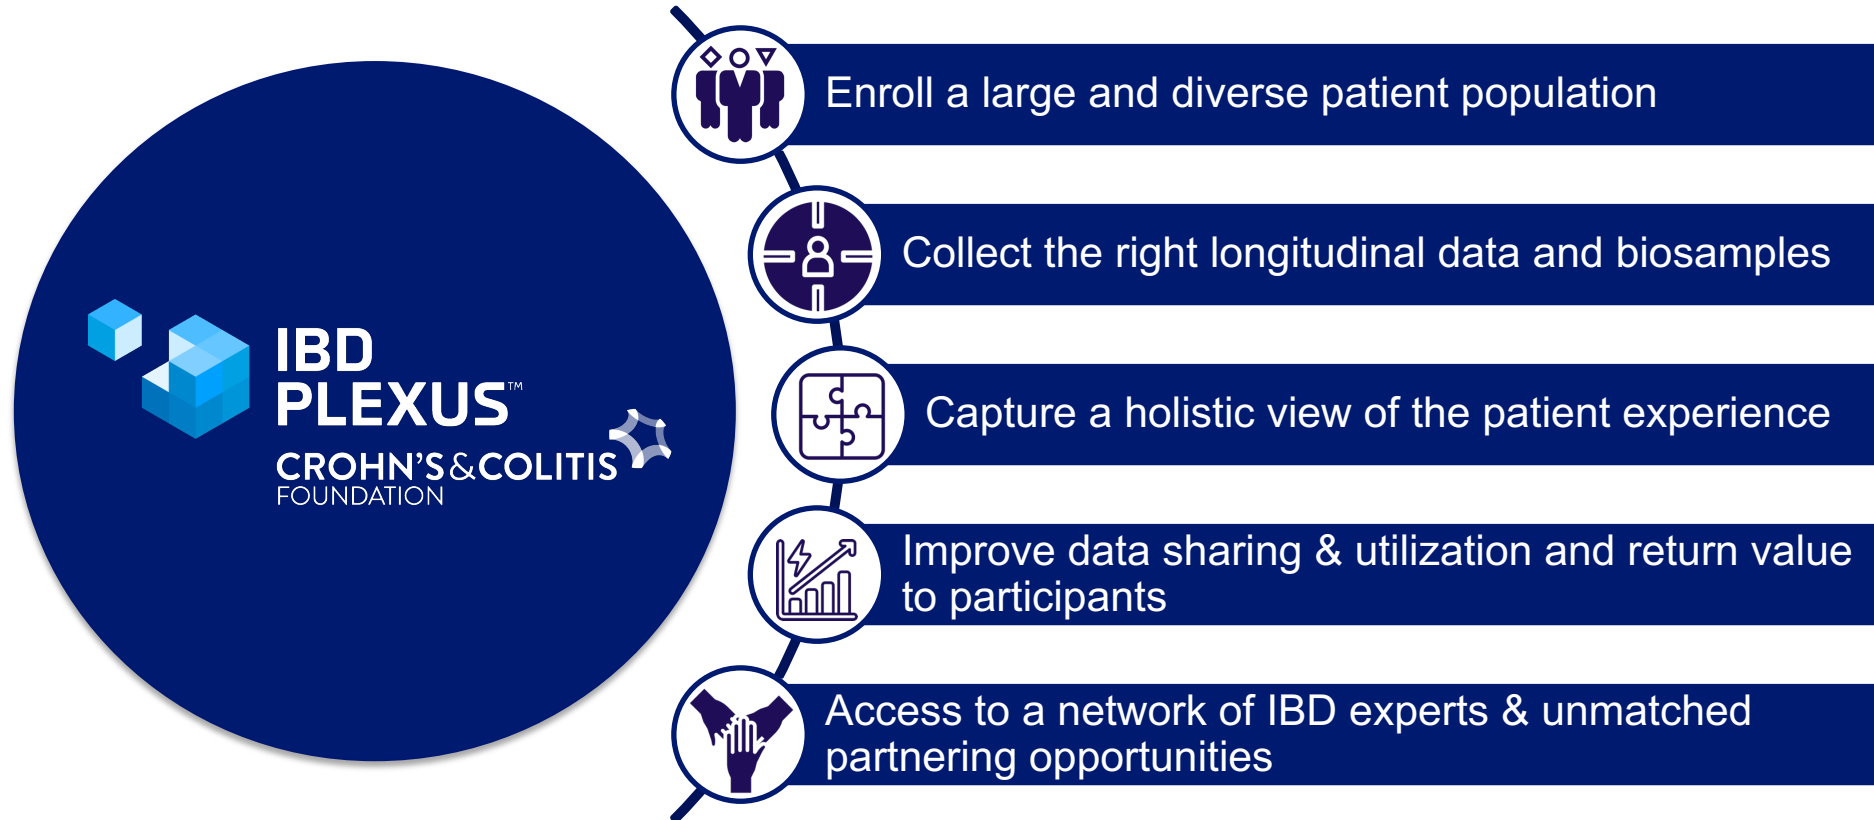 IBD
PLEXUS™
CROHN'S & COLITIS
FOUNDATION
Enroll a large and diverse patient population
Collect the right longitudinal data and biosamples
Capture a holistic view of the patient experience
Improve data sharing & utilization and return value
to participants
Access to a network of IBD experts & unmatched
partnering opportunities